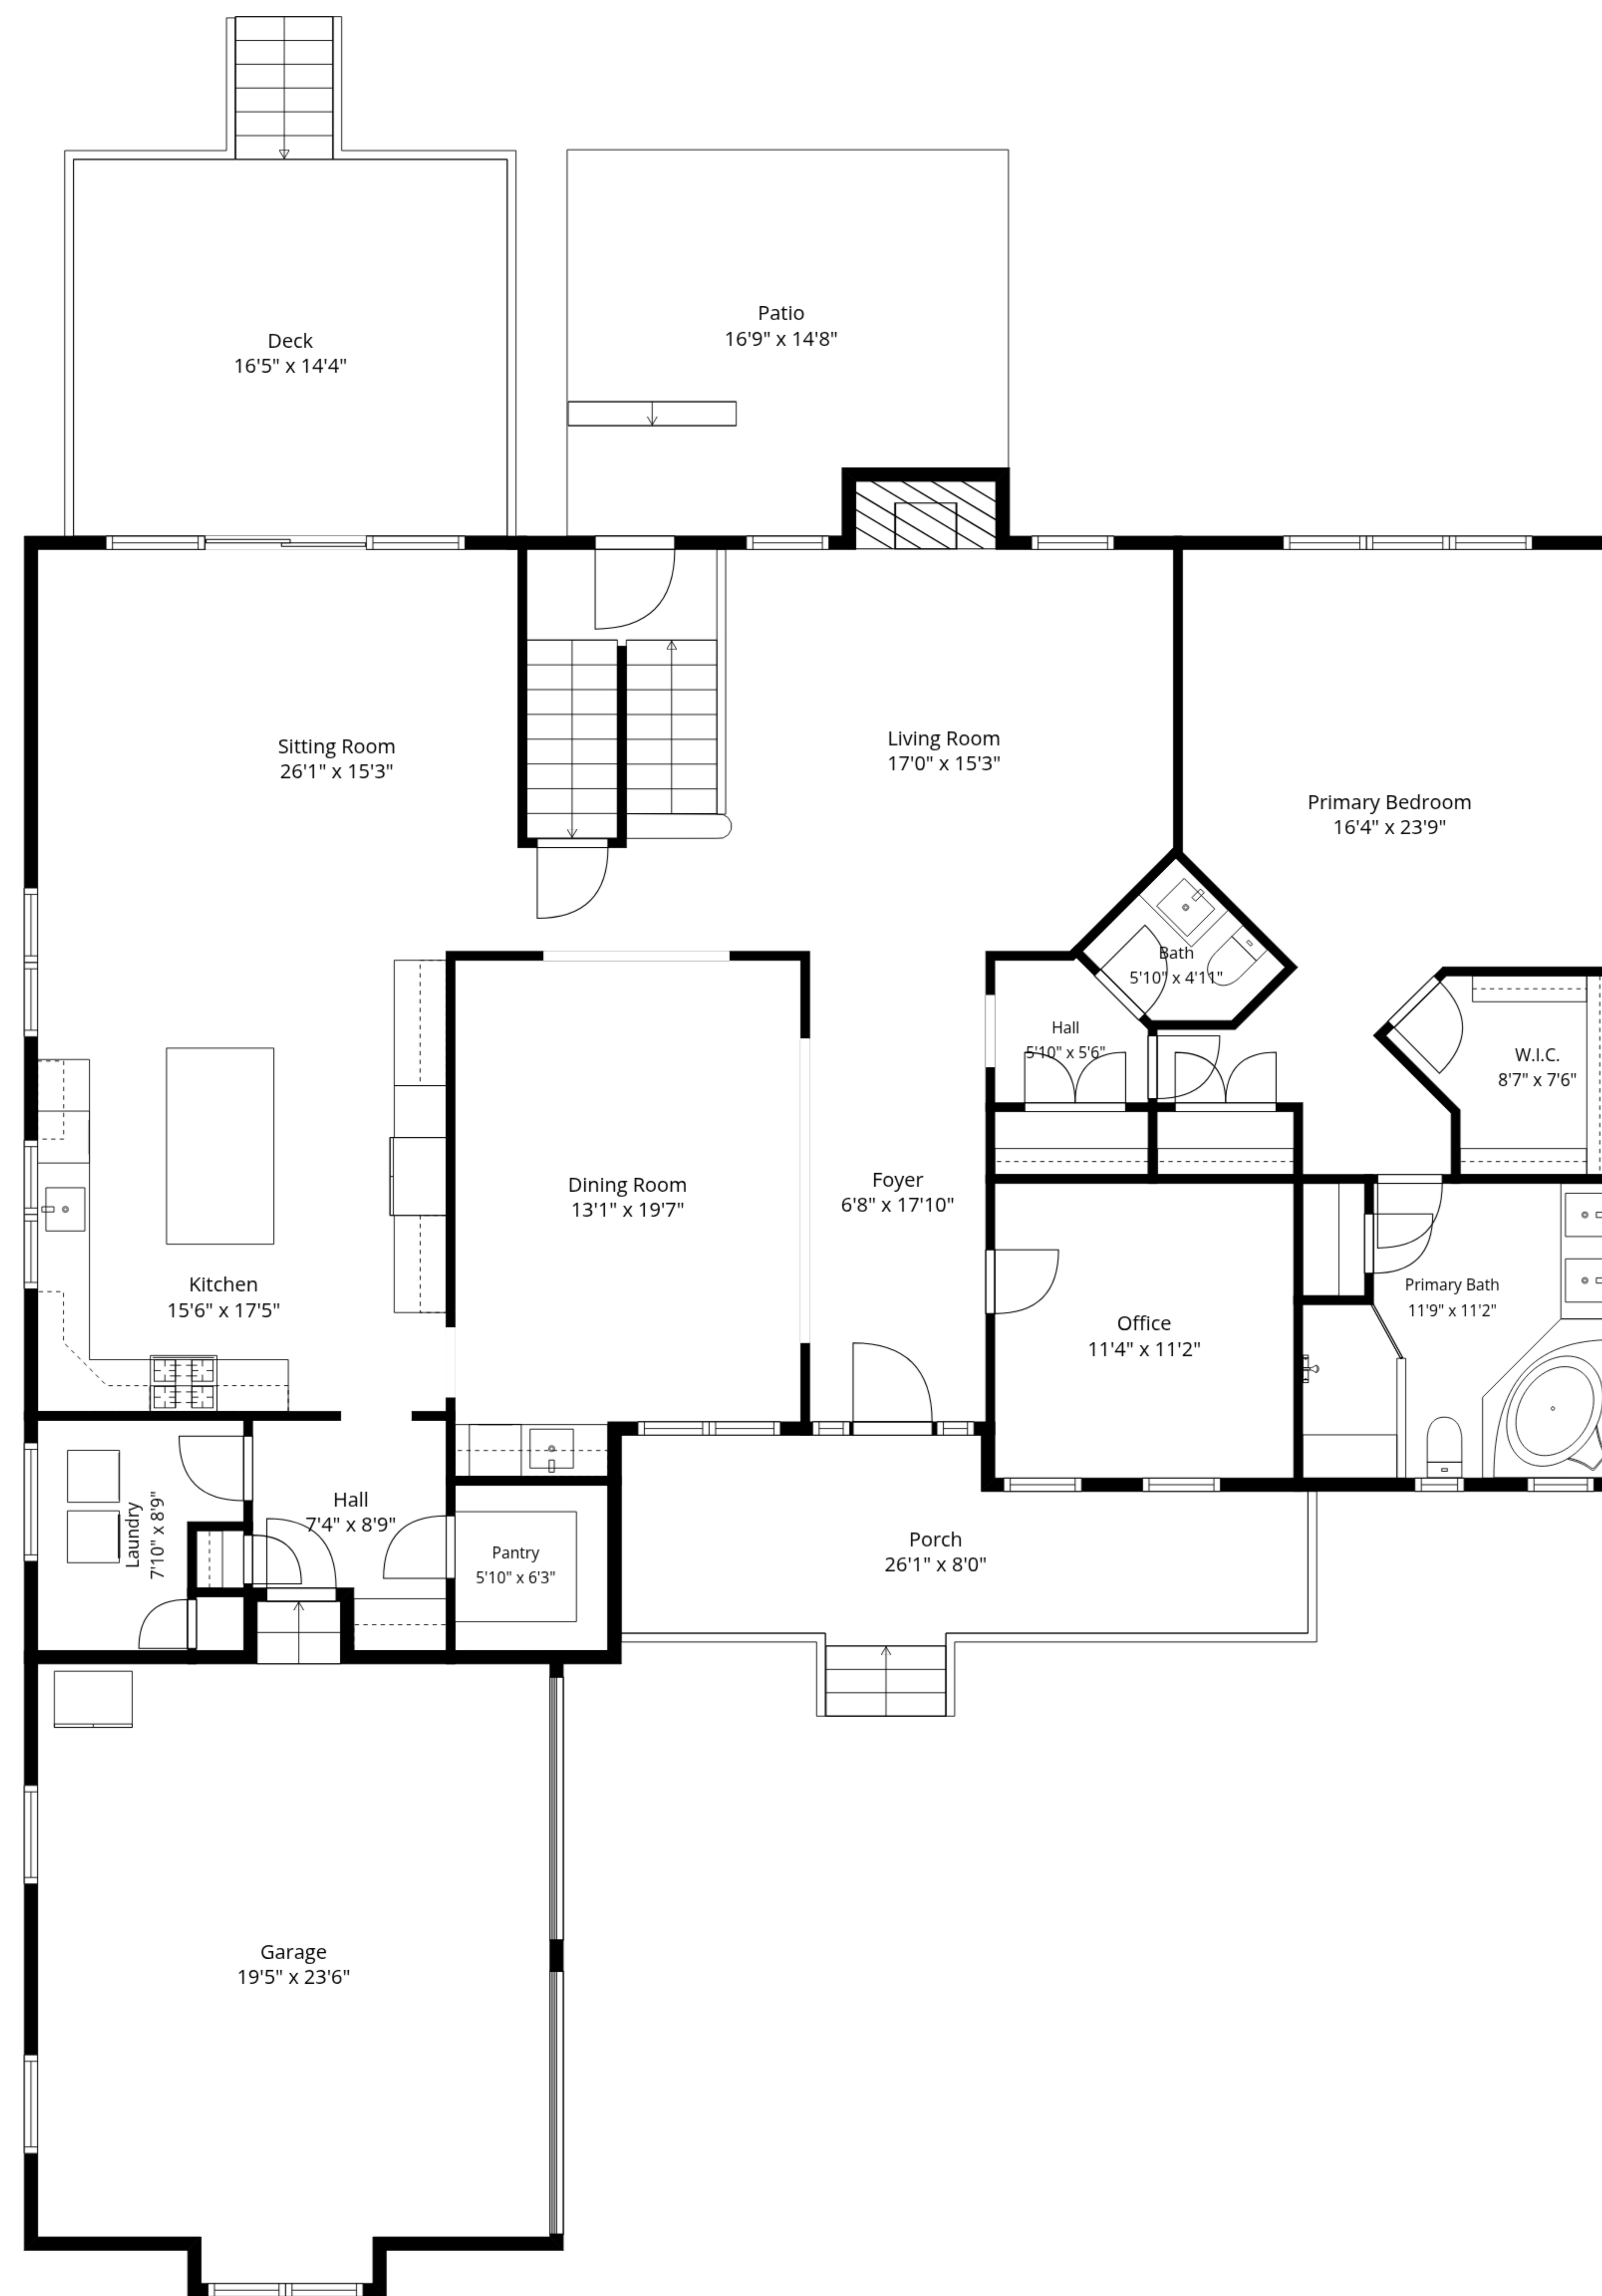 Patio
16'9" x 14'8"
Deck
16'5" x 14'4"
Sitting Room
26'1" x 15'3"
Living Room
17'0" x 15'3"
Primary Bedroom
16'4" x 23'9"
Bath
5'10" x 4'11"
Hall
5'10" x 5'6"
W.I.C.
8'7" x 7'6"
Dining Room
13'1" x 19'7"
Foyer
6'8" x 17'10"
Kitchen
15'6" x 17'5"
Office
11'4" x 11'2"
Primary Bath
11'9" x 11'2"
Laundry
7'10" x 8'9"
Hall
7'4" x 8'9"
Pantry
5'10" x 6'3"
Porch
26'1" x 8'0"
Garage
19'5" x 23'6"